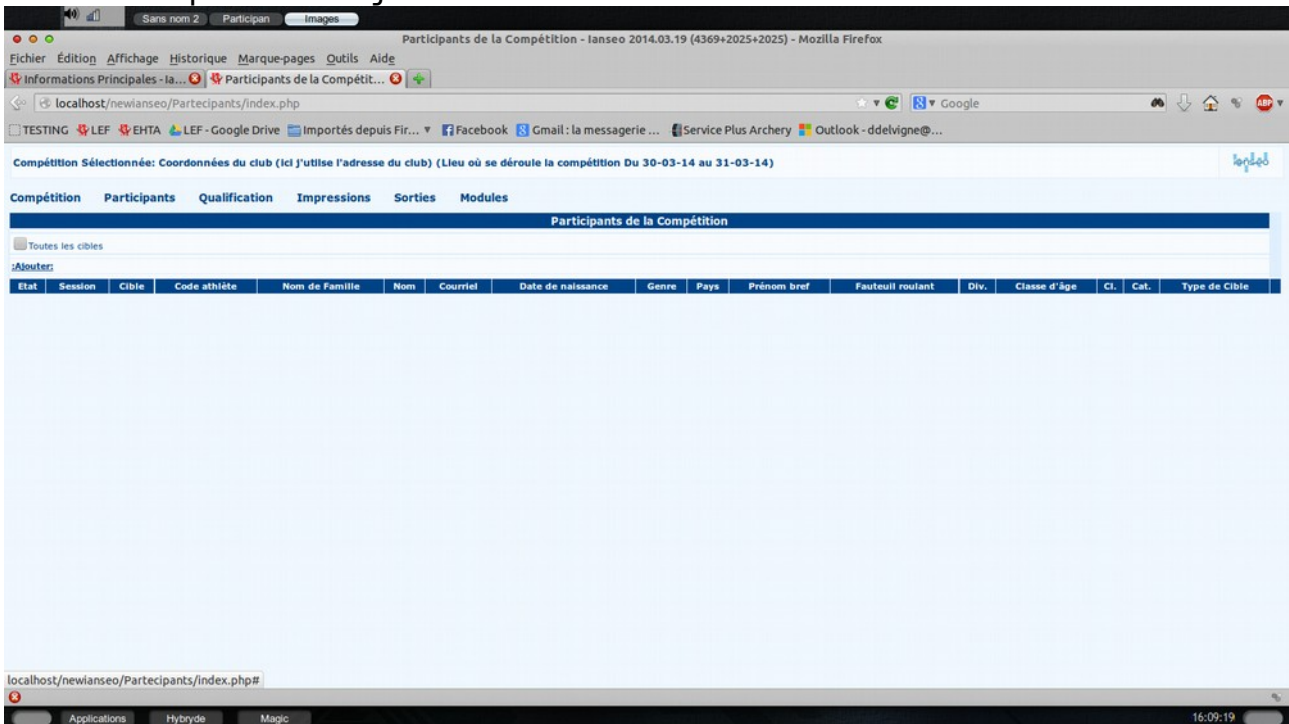 Sans nom 2 Participan Images
Participants de la Compétition - Ianseo 2014.03.19 (4369+2025+2025) - Mozilla Firefox
Fichier Édition Affichage Historique Marque-pages Outils Aide
Informations Principales - Ia... Participants de la Compétit...
localhost/newianseo/Partecipants/index.php Google ABP
TESTING LEF EHTA LEF - Google Drive Importés depuis Fir... Facebook Gmail : la messagerie ... Service Plus Archery Outlook - ddelvigne@...
Compétition Sélectionnée: Coordonnées du club (ici j'utlise l'adresse du club) (Lieu où se déroule la compétition Du 30-03-14 au 31-03-14) ianseo
Compétition Participants Qualification Impressions Sorties Modules
Participants de la Compétition
Toutes les cibles
:Ajouter:
Etat Session Cible Code athlète Nom de Famille Nom Courriel Date de naissance Genre Pays Prénom bref Fauteuil roulant Div. Classe d'âge Cl. Cat. Type de Cible
localhost/newianseo/Partecipants/index.php#
Applications Hybryde Magic 16:09:19